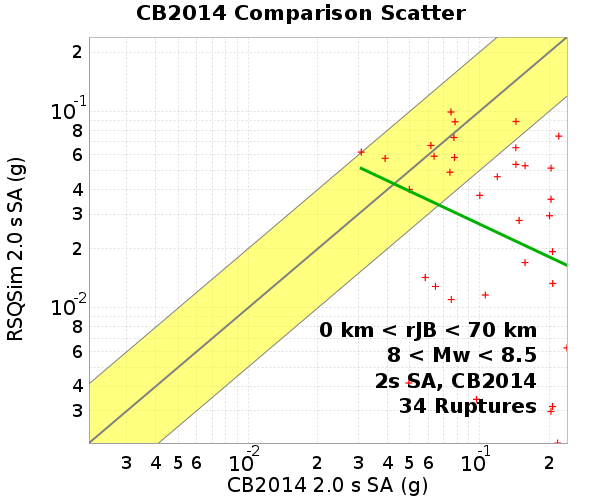 CB2014 Comparison Scatter
RSQSim 2.0 s SA (g)
2
10⁻¹
8
6
4
3
2
10⁻²
8
6
4
3
0 km < rJB < 70 km
8 < Mw < 8.5
2s SA, CB2014
34 Ruptures
3 4 5 6 10⁻² 2 3 4 5 6 10⁻¹ 2
CB2014 2.0 s SA (g)